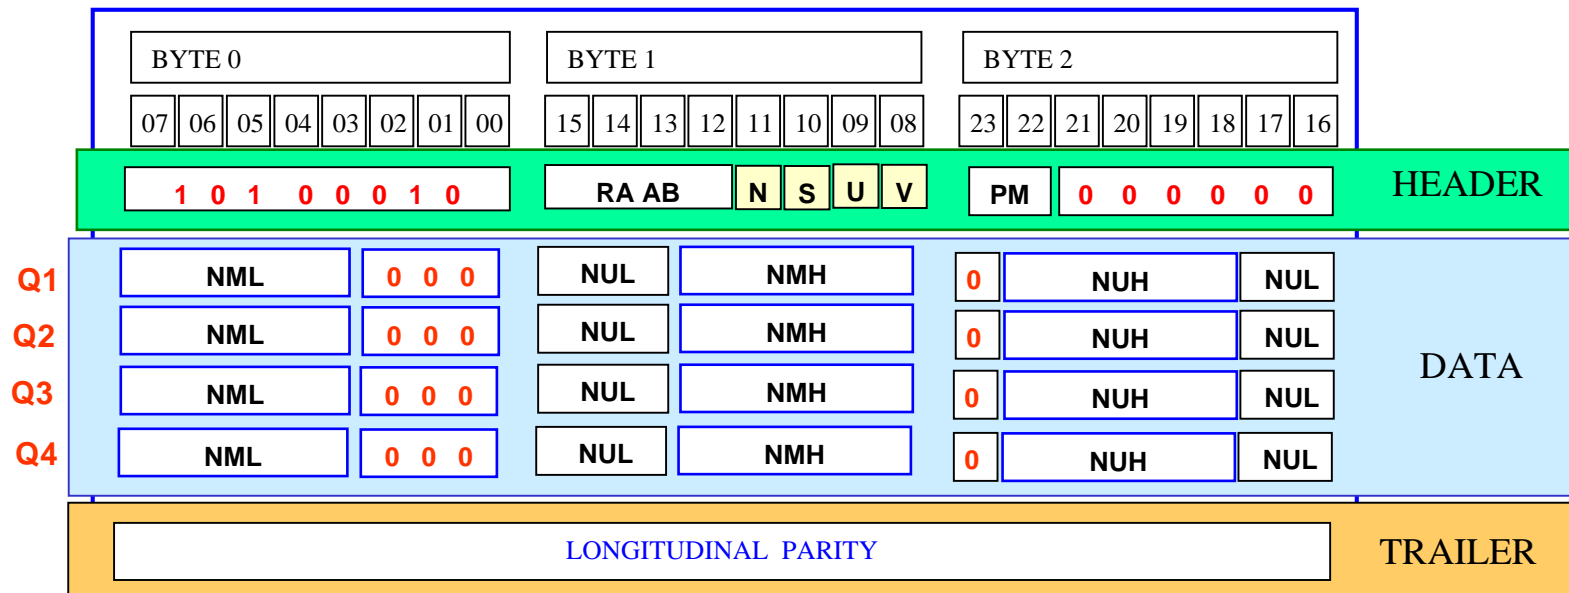 BYTE 0 BYTE 1 BYTE 2
07 06 05 04 03 02 01 00 15 14 13 12 11 10 09 08 23 22 21 20 19 18 17 16
1 0 1 0 0 0 1 0 RA AB N S U V PM 0 0 0 0 0 0 HEADER
Q1 NML 0 0 0 NUL NMH 0 NUH NUL
Q2 NML 0 0 0 NUL NMH 0 NUH NUL
DATA
Q3 NML 0 0 0 NUL NMH 0 NUH NUL
Q4 NML 0 0 0 NUL NMH 0 NUH NUL
LONGITUDINAL PARITY TRAILER